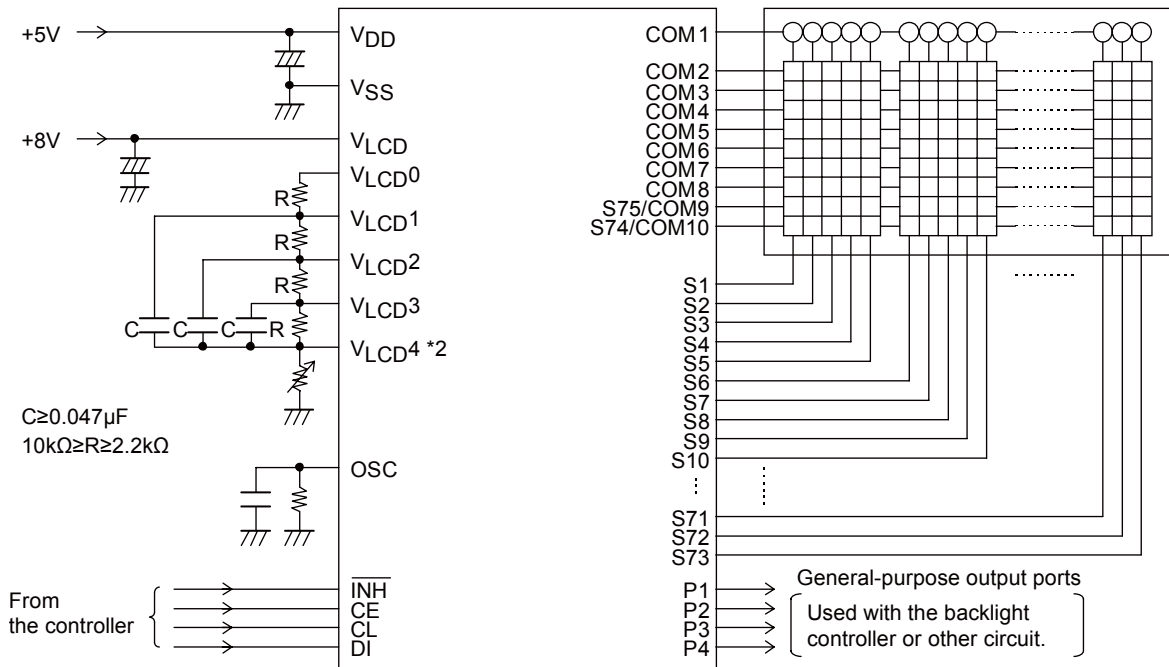 +5V
VDD
VSS
+8V
VLCD
VLCD0
R
VLCD1
R
VLCD2
R
VLCD3
C
C
C
R
VLCD4 *2
C≥0.047µF
10kΩ≥R≥2.2kΩ
OSC
From
the controller
INH
CE
CL
DI
COM1
COM2
COM3
COM4
COM5
COM6
COM7
COM8
S75/COM9
S74/COM10
S1
S2
S3
S4
S5
S6
S7
S8
S9
S10
S71
S72
S73
P1
P2
P3
P4
General-purpose output ports
Used with the backlight
controller or other circuit.